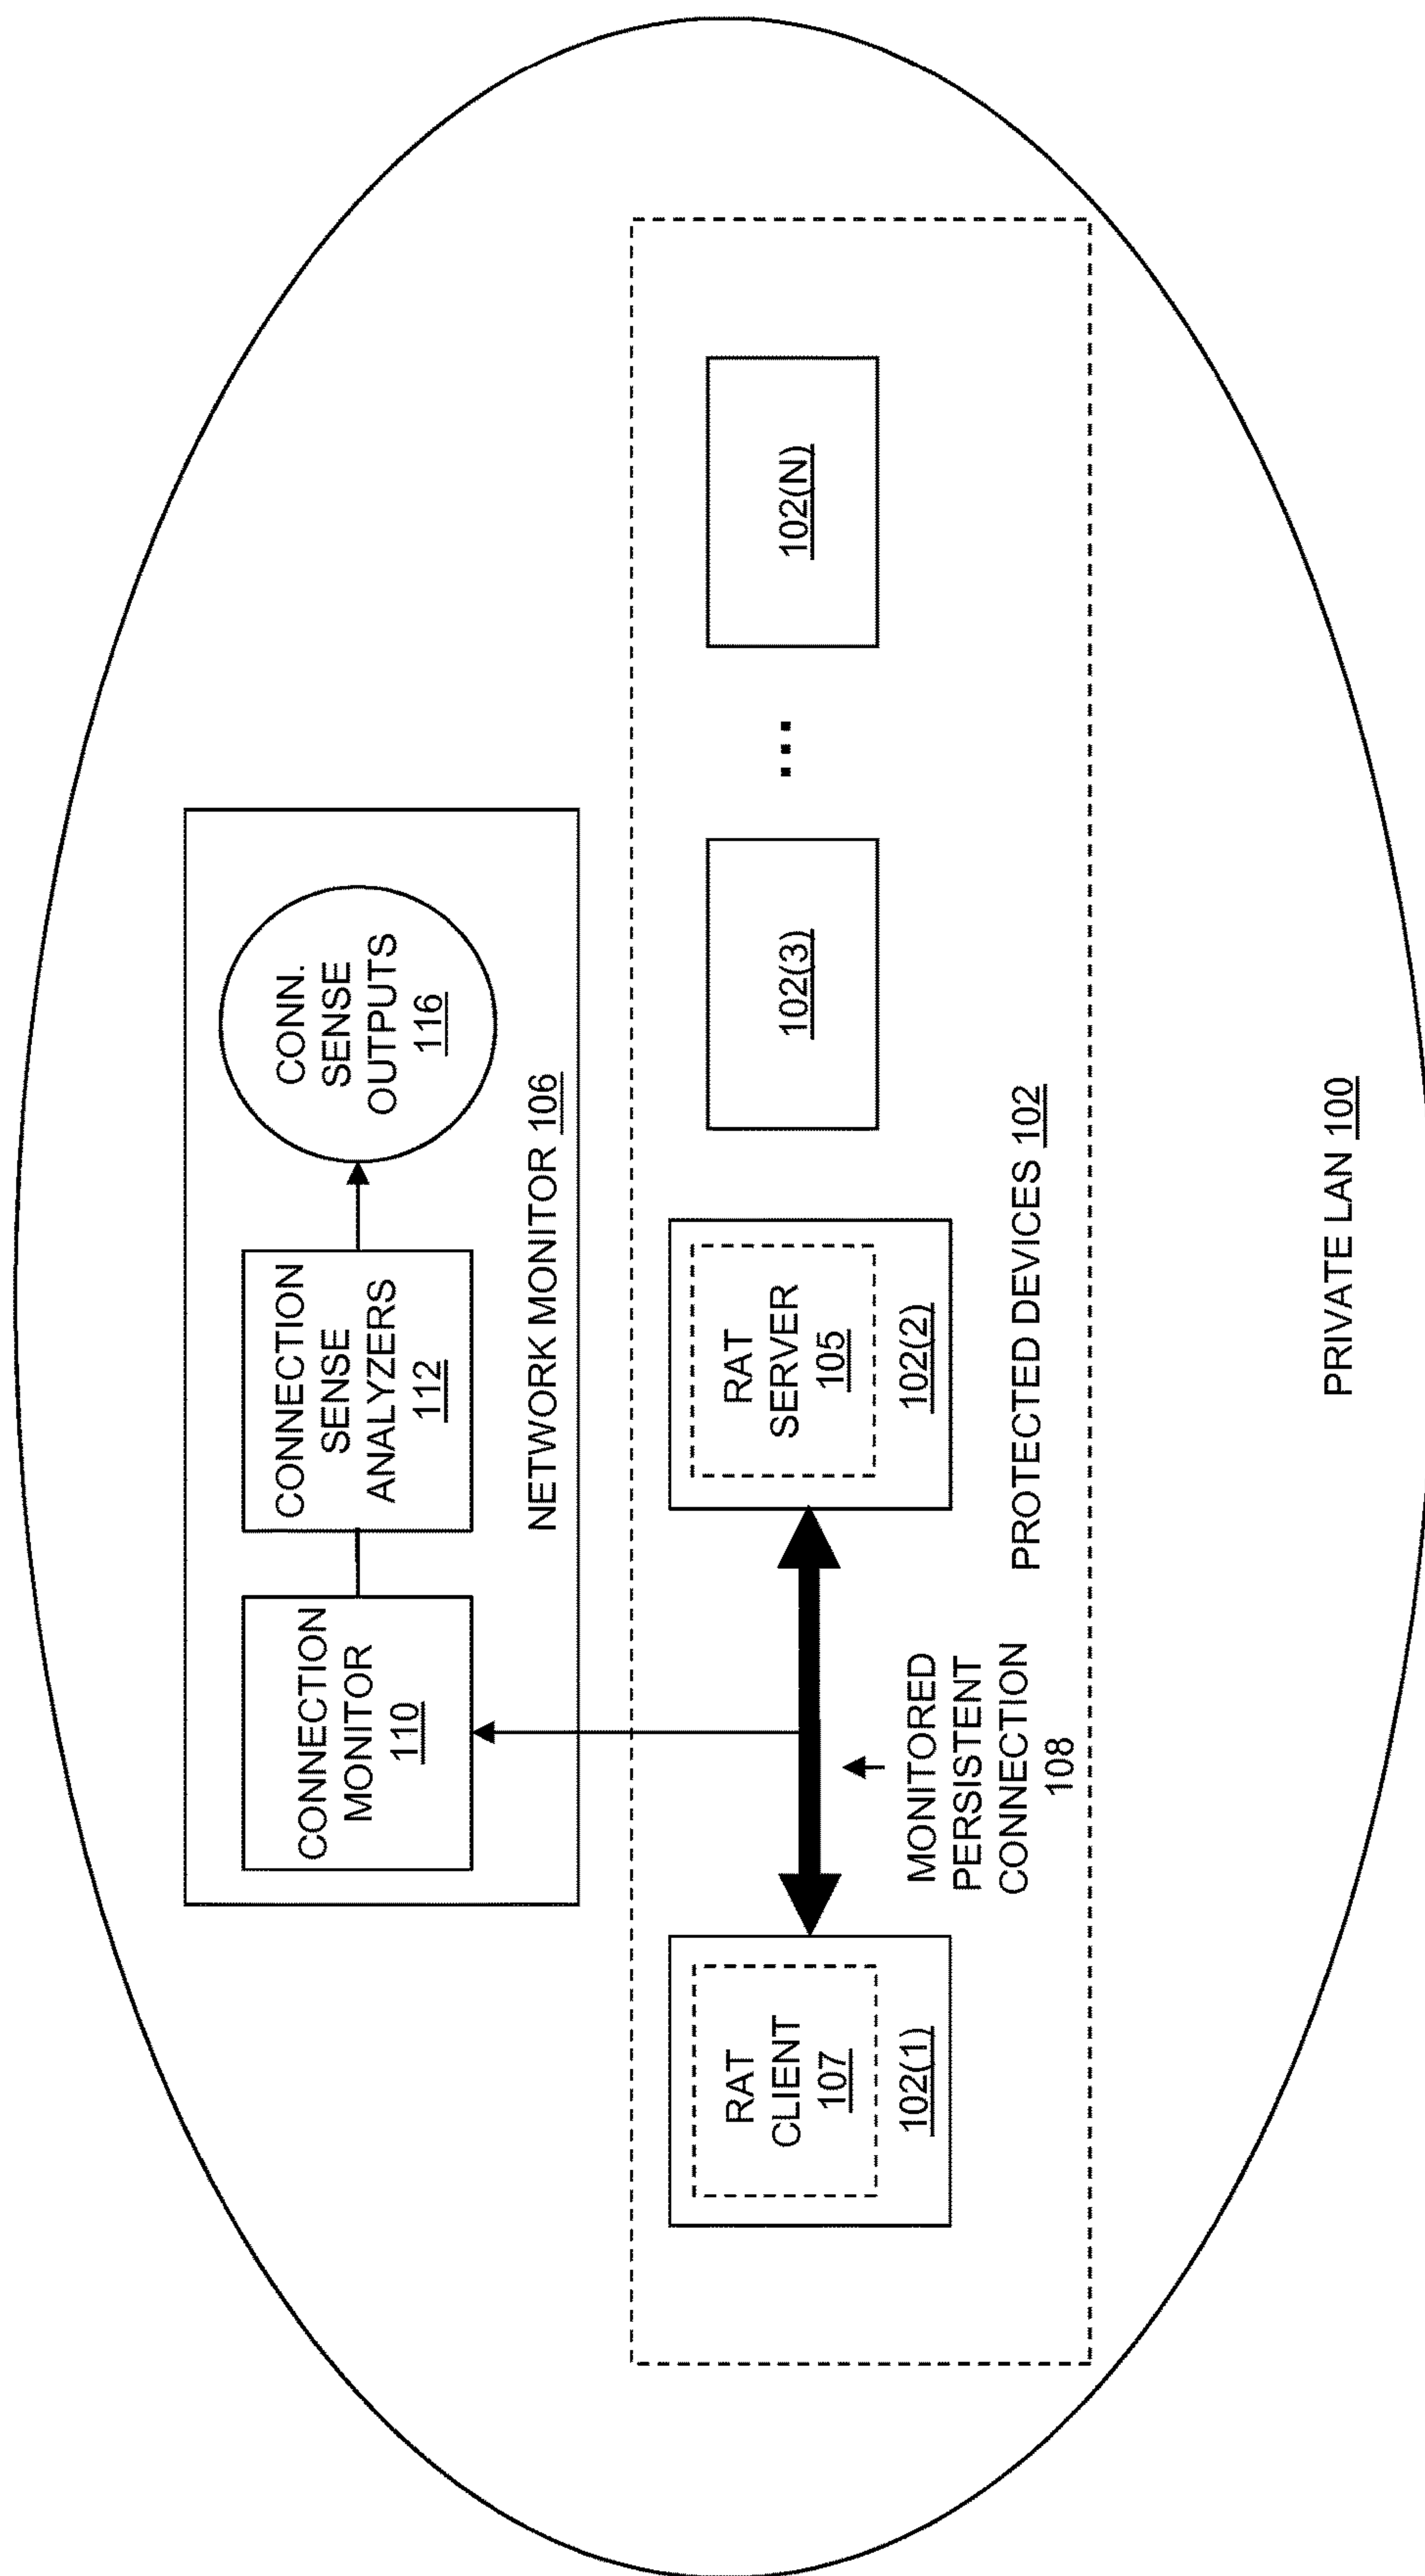 CONNECTION
MONITOR
110
CONNECTION
SENSE
ANALYZERS
112
CONN.
SENSE
OUTPUTS
116
NETWORK MONITOR 106
RAT
CLIENT
107
102(1)
MONITORED
PERSISTENT
CONNECTION
108
RAT
SERVER
105
102(2)
102(3)
...
102(N)
PROTECTED DEVICES 102
PRIVATE LAN 100